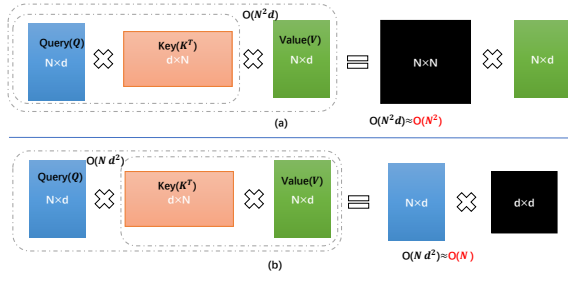 O(N²d)
Query(Q)
N×d
Key(Kᵀ)
d×N
Value(V)
N×d
N×N
N×d
(a)
O(N²d)≈O(N²)
O(N d²)
Query(Q)
N×d
Key(Kᵀ)
d×N
Value(V)
N×d
N×d
d×d
(b)
O(N d²)≈O(N )